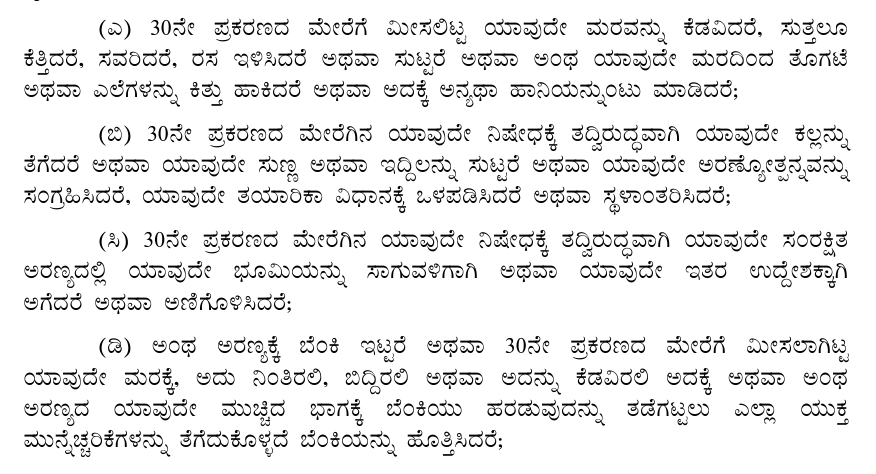 (ಎ) 30ನೇ ಪ್ರಕರಣದ ಮೇರೆಗೆ ಮೀಸಲಿಟ್ಟ ಯಾವುದೇ ಮರವನ್ನು ಕೆಡವಿದರೆ, ಸುತ್ತಲೂ
ಕೆತ್ತಿದರೆ, ಸವರಿದರೆ, ರಸ ಇಳಿಸಿದರೆ ಅಥವಾ ಸುಟ್ಟರೆ ಅಥವಾ ಅಂಥ ಯಾವುದೇ ಮರದಿಂದ ತೊಗಟೆ
ಅಥವಾ ಎಲೆಗಳನ್ನು ಕಿತ್ತು ಹಾಕಿದರೆ ಅಥವಾ ಅದಕ್ಕೆ ಅನ್ಯಥಾ ಹಾನಿಯನ್ನುಂಟು ಮಾಡಿದರೆ;
(ಬಿ) 30ನೇ ಪ್ರಕರಣದ ಮೇರೆಗಿನ ಯಾವುದೇ ನಿಷೇಧಕ್ಕೆ ತದ್ವಿರುದ್ಧವಾಗಿ ಯಾವುದೇ ಕಲ್ಲನ್ನು
ತೆಗೆದರೆ ಅಥವಾ ಯಾವುದೇ ಸುಣ್ಣ ಅಥವಾ ಇದ್ದಿಲನ್ನು ಸುಟ್ಟರೆ ಅಥವಾ ಯಾವುದೇ ಅರಣ್ಯೋತ್ಪನ್ನವನ್ನು
ಸಂಗ್ರಹಿಸಿದರೆ, ಯಾವುದೇ ತಯಾರಿಕಾ ವಿಧಾನಕ್ಕೆ ಒಳಪಡಿಸಿದರೆ ಅಥವಾ ಸ್ಥಳಾಂತರಿಸಿದರೆ;
(ಸಿ) 30ನೇ ಪ್ರಕರಣದ ಮೇರೆಗಿನ ಯಾವುದೇ ನಿಷೇಧಕ್ಕೆ ತದ್ವಿರುದ್ಧವಾಗಿ ಯಾವುದೇ ಸಂರಕ್ಷಿತ
ಅರಣ್ಯದಲ್ಲಿ ಯಾವುದೇ ಭೂಮಿಯನ್ನು ಸಾಗುವಳಿಗಾಗಿ ಅಥವಾ ಯಾವುದೇ ಇತರ ಉದ್ದೇಶಕ್ಕಾಗಿ
ಅಗೆದರೆ ಅಥವಾ ಅಣಿಗೊಳಿಸಿದರೆ;
(ಡಿ) ಅಂಥ ಅರಣ್ಯಕ್ಕೆ ಬೆಂಕಿ ಇಟ್ಟರೆ ಅಥವಾ 30ನೇ ಪ್ರಕರಣದ ಮೇರೆಗೆ ಮೀಸಲಾಗಿಟ್ಟ
ಯಾವುದೇ ಮರಕ್ಕೆ, ಅದು ನಿಂತಿರಲಿ, ಬಿದ್ದಿರಲಿ ಅಥವಾ ಅದನ್ನು ಕೆಡವಿರಲಿ ಅದಕ್ಕೆ ಅಥವಾ ಅಂಥ
ಅರಣ್ಯದ ಯಾವುದೇ ಮುಚ್ಚಿದ ಭಾಗಕ್ಕೆ ಬೆಂಕಿಯು ಹರಡುವುದನ್ನು ತಡೆಗಟ್ಟಲು ಎಲ್ಲಾ ಯುಕ್ತ
ಮುನ್ನೆಚ್ಚರಿಕೆಗಳನ್ನು ತೆಗೆದುಕೊಳ್ಳದೆ ಬೆಂಕಿಯನ್ನು ಹೊತ್ತಿಸಿದರೆ;